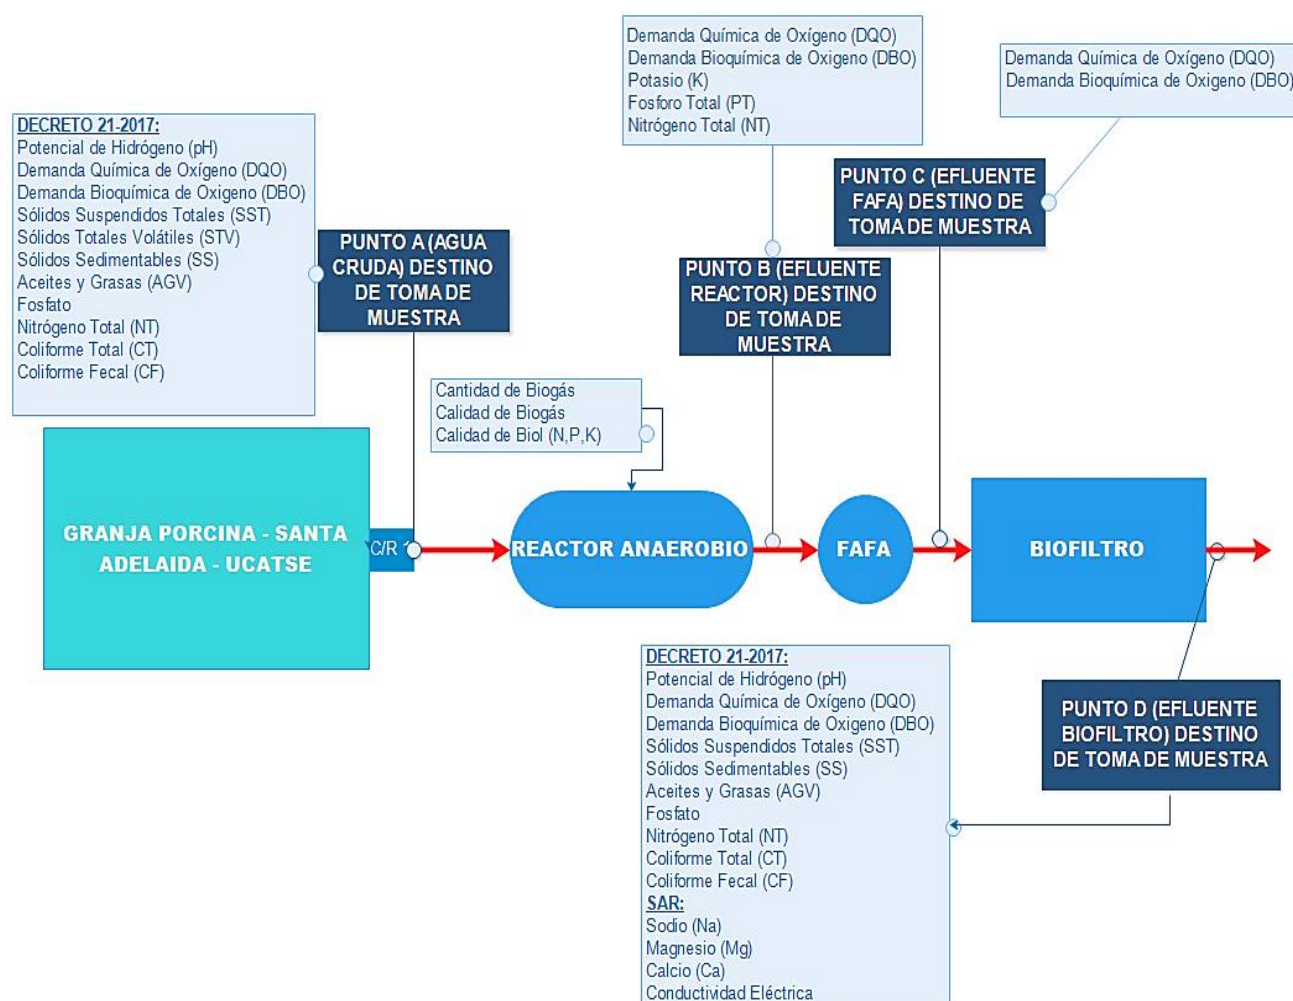 Demanda Química de Oxígeno (DQO)
Demanda Bioquímica de Oxigeno (DBO)
Potasio (K)
Fosforo Total (PT)
Nitrógeno Total (NT)
Demanda Química de Oxígeno (DQO)
Demanda Bioquímica de Oxigeno (DBO)
DECRETO 21-2017:
Potencial de Hidrógeno (pH)
Demanda Química de Oxígeno (DQO)
Demanda Bioquímica de Oxigeno (DBO)
Sólidos Suspendidos Totales (SST)
Sólidos Totales Volátiles (STV)
Sólidos Sedimentables (SS)
Aceites y Grasas (AGV)
Fosfato
Nitrógeno Total (NT)
Coliforme Total (CT)
Coliforme Fecal (CF)
PUNTO A (AGUA
CRUDA) DESTINO
DE TOMA DE
MUESTRA
PUNTO B (EFLUENTE
REACTOR) DESTINO
DE TOMA DE
MUESTRA
PUNTO C (EFLUENTE
FAFA) DESTINO DE
TOMA DE MUESTRA
Cantidad de Biogás
Calidad de Biogás
Calidad de Biol (N,P,K)
GRANJA PORCINA - SANTA
ADELAIDA - UCATSE
C/R
REACTOR ANAEROBIO
FAFA
BIOFILTRO
DECRETO 21-2017:
Potencial de Hidrógeno (pH)
Demanda Química de Oxígeno (DQO)
Demanda Bioquímica de Oxigeno (DBO)
Sólidos Suspendidos Totales (SST)
Sólidos Sedimentables (SS)
Aceites y Grasas (AGV)
Fosfato
Nitrógeno Total (NT)
Coliforme Total (CT)
Coliforme Fecal (CF)
SAR:
Sodio (Na)
Magnesio (Mg)
Calcio (Ca)
Conductividad Eléctrica
PUNTO D (EFLUENTE
BIOFILTRO) DESTINO
DE TOMA DE MUESTRA